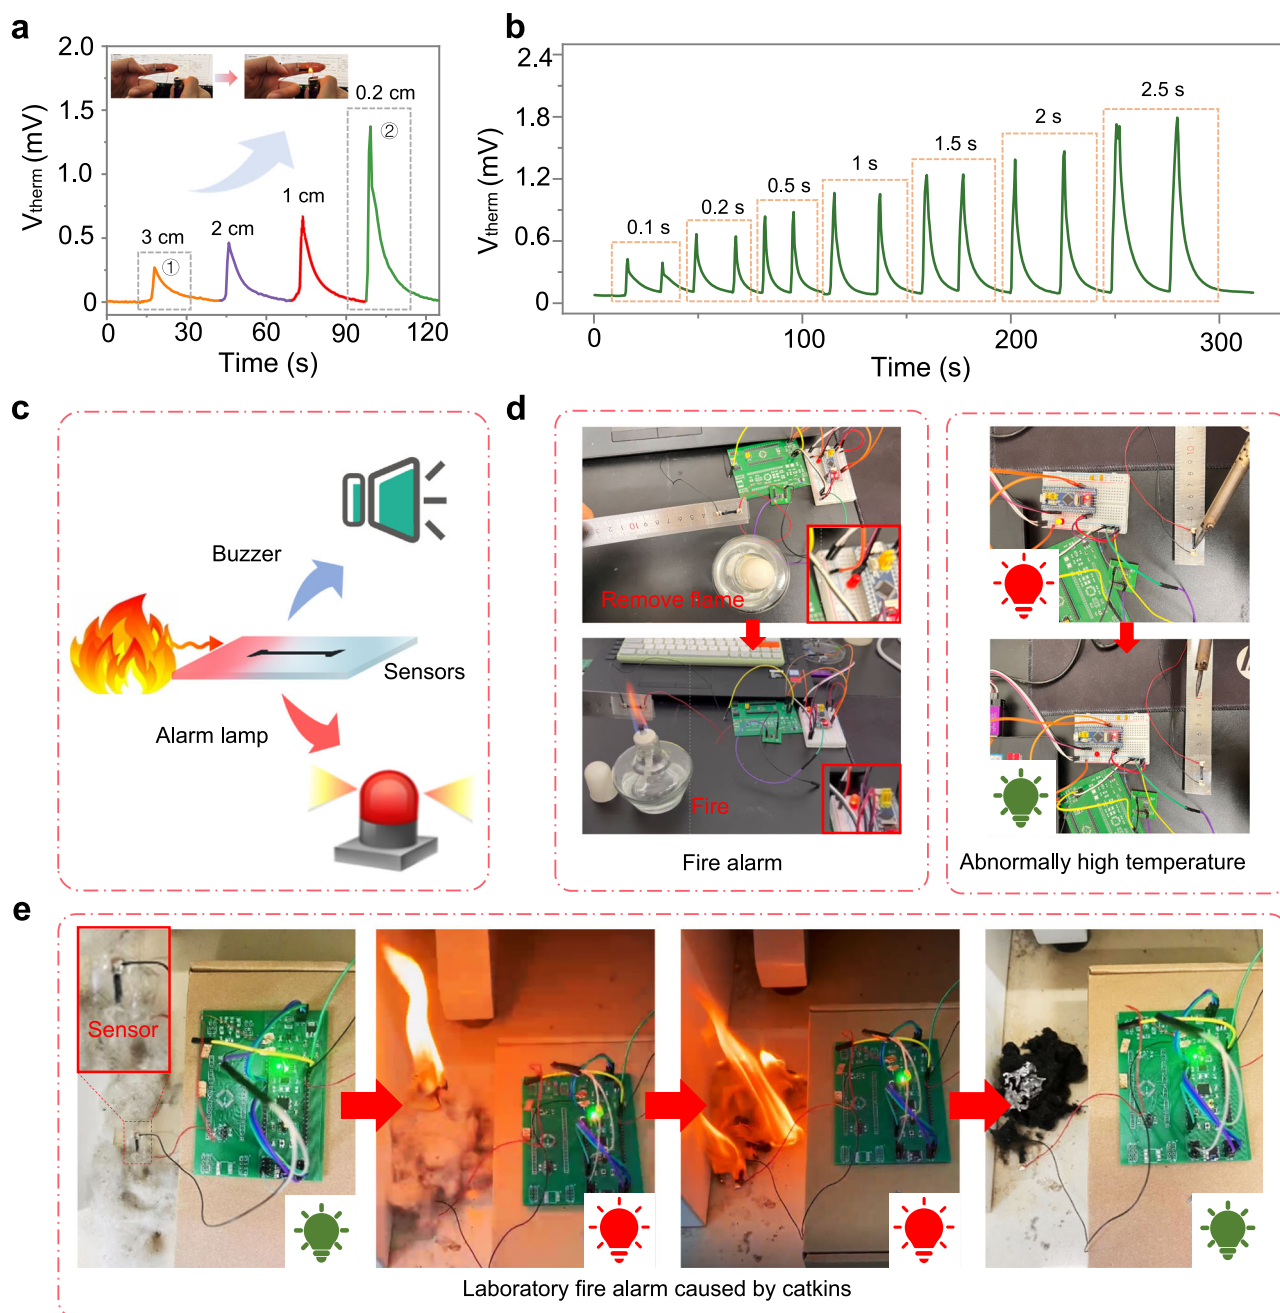 a
2.0
1.5
1.0
0.5
0
Vtherm (mV)
0.2 cm
②
1 cm
2 cm
3 cm
①
0
30
60
90
120
Time (s)
b
2.4
1.8
1.2
0.6
0
Vtherm (mV)
0.1 s
0.2 s
0.5 s
1 s
1.5 s
2 s
2.5 s
0
100
200
300
Time (s)
c
Buzzer
Sensors
Alarm lamp
d
Remove flame
Fire
Fire alarm
Abnormally high temperature
e
Sensor
Laboratory fire alarm caused by catkins